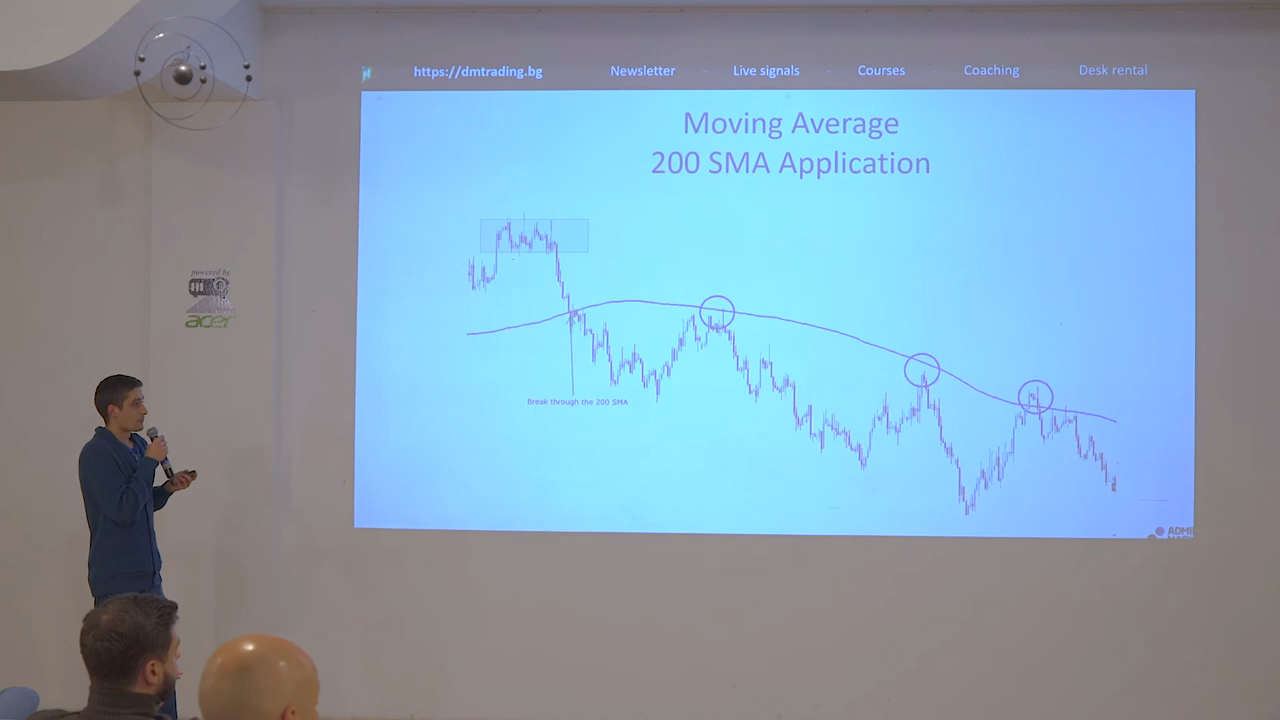 https://dmtrading.bg Newsletter - Live signals - Courses - Coaching Desk rental
Moving Average
200 SMA Application
Break through the 200 SMA
powered by
acer